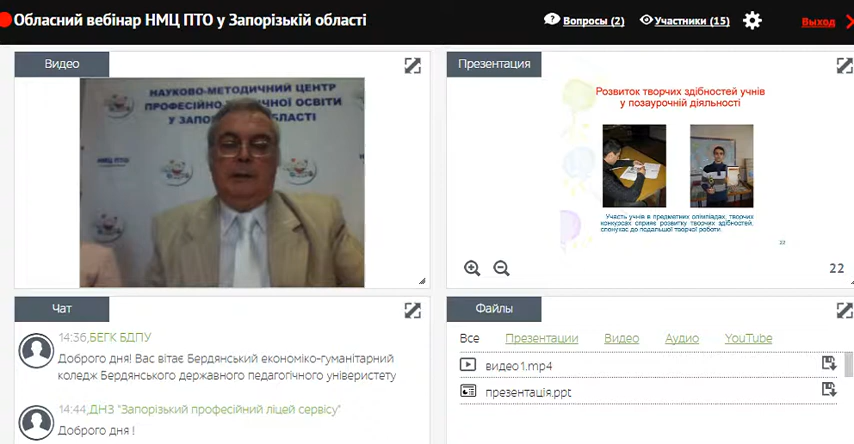 Обласний вебінар НМЦ ПТО у Запорізькій області
Вопросы (2)
Участники (15)
Выход
Видео
НАУКОВО-МЕТОДИЧНИЙ ЦЕНТР
ПРОФЕСІЙНО ОСВІТИ
У ОБЛАСТІ
НМЦ ПТО
Презентация
Розвиток творчих здібностей учнів
у позаурочній діяльності
Участь учнів в предметних олімпіадах, творчих
конкурсах сприяє розвитку творчих здібностей,
спонукає до подальшої творчої роботи.
22
22
Чат
14:36,БЕГК БДПУ
Доброго дня! Вас вітає Бердянський економіко-гуманітарний
коледж Бердянського державного педагогічного універистету
14:44,ДНЗ "Запорізький професійний ліцей сервісу"
Доброго дня !
Файлы
Все Презентации Видео Аудио YouTube
видео1.mp4
презентація.ppt